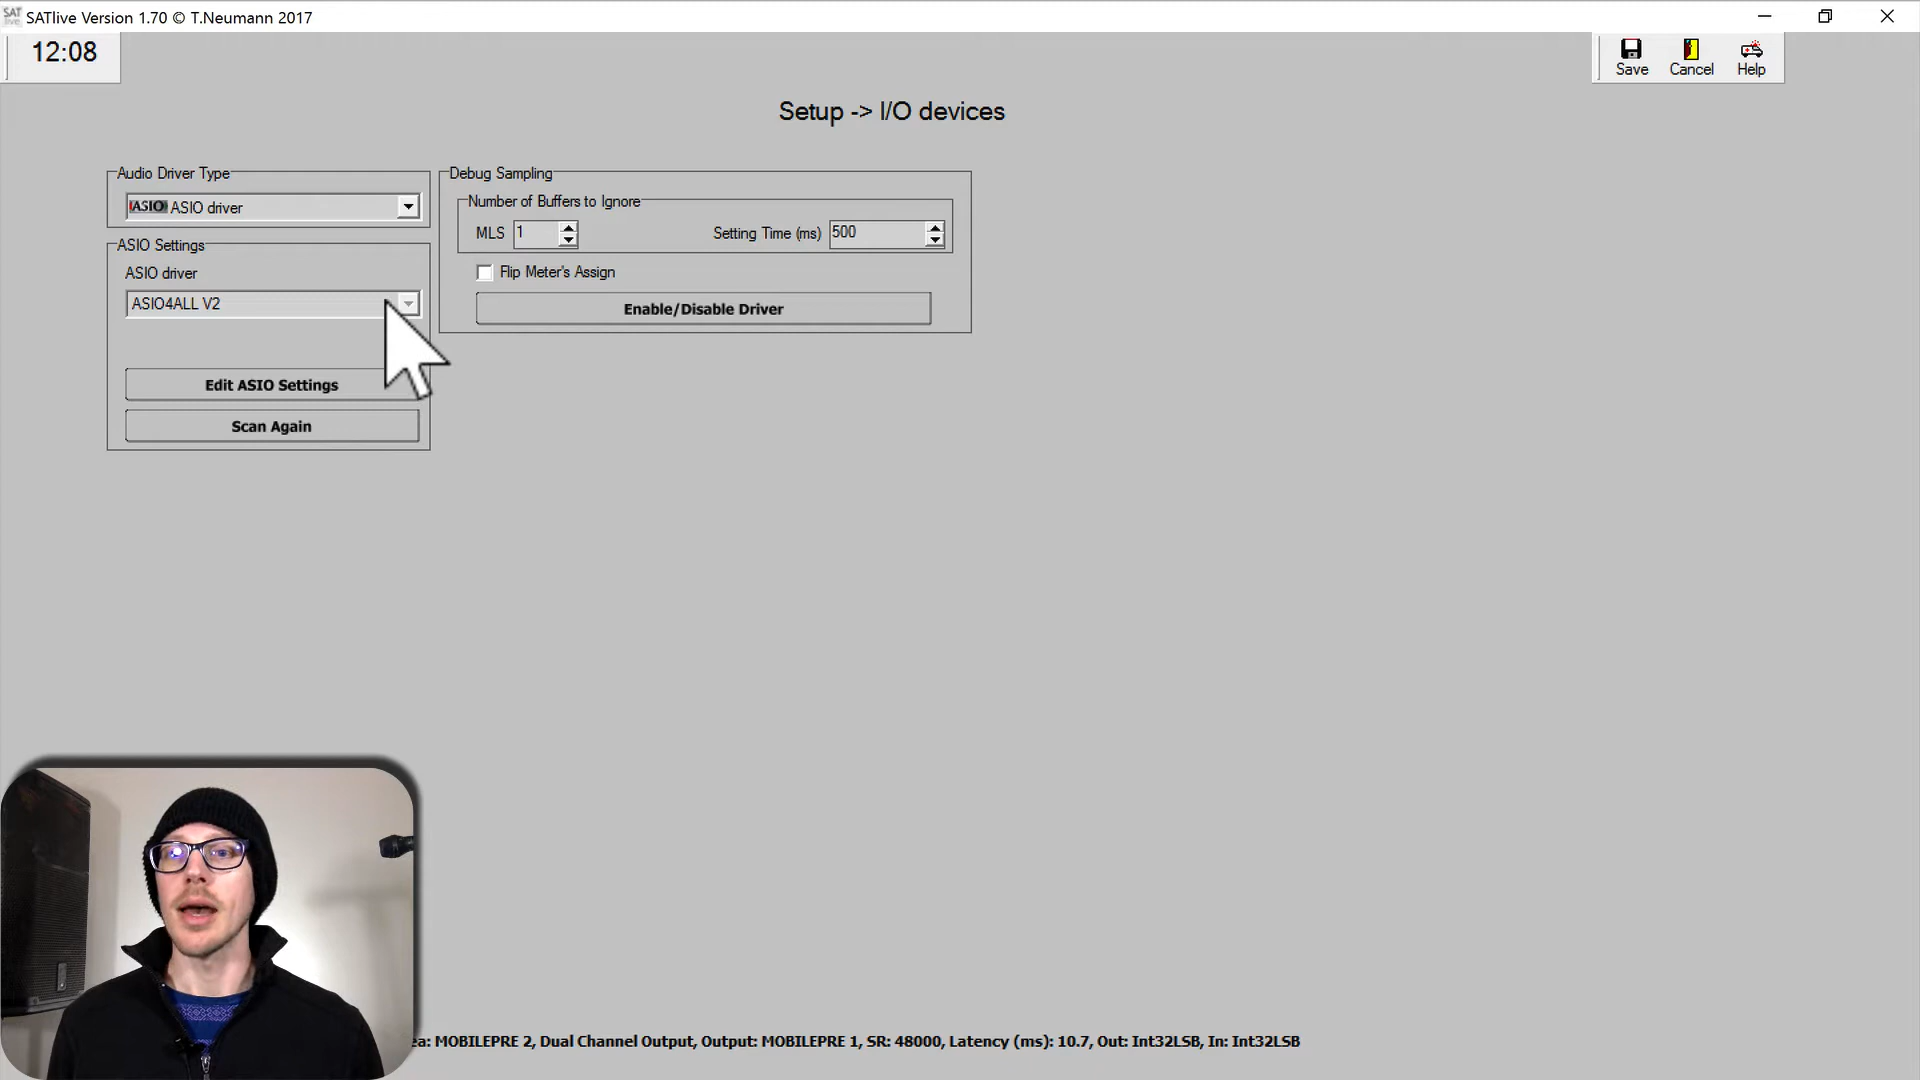 SATlive Version 1.70 © T.Neumann 2017
12:08
Save Cancel Help
Setup -> I/O devices
Audio Driver Type
ASIO ASIO driver
ASIO Settings
ASIO driver
ASIO4ALL V2
Edit ASIO Settings
Scan Again
Debug Sampling
Number of Buffers to Ignore
MLS 1 Setting Time (ms) 500
Flip Meter's Assign
Enable/Disable Driver
ea: MOBILEPRE 2, Dual Channel Output, Output: MOBILEPRE 1, SR: 48000, Latency (ms): 10.7, Out: Int32LSB, In: Int32LSB